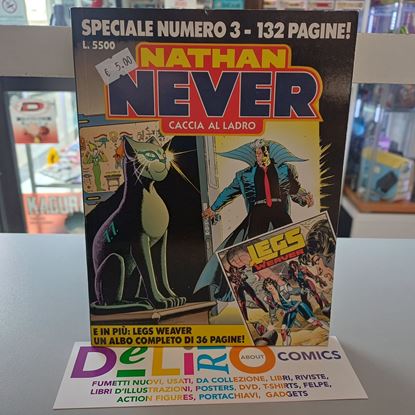 SPECIALE NUMERO 3 - 132 PAGINE!
L. 5500
€ 5,00
NATHAN
NEVER
CACCIA AL LADRO
LEGS
WEAVER
E IN PIÙ: LEGS WEAVER
UN ALBO COMPLETO DI 36 PAGINE!
DeLiRiO ABOUT COMICS
FUMETTI NUOVI, USATI, DA COLLEZIONE, LIBRI, RIVISTE,
LIBRI D'ILLUSTRAZIONI, POSTERS, DVD, T-SHIRTS, FELPE,
ACTION FIGURES, PORTACHIAVI, GADGETS